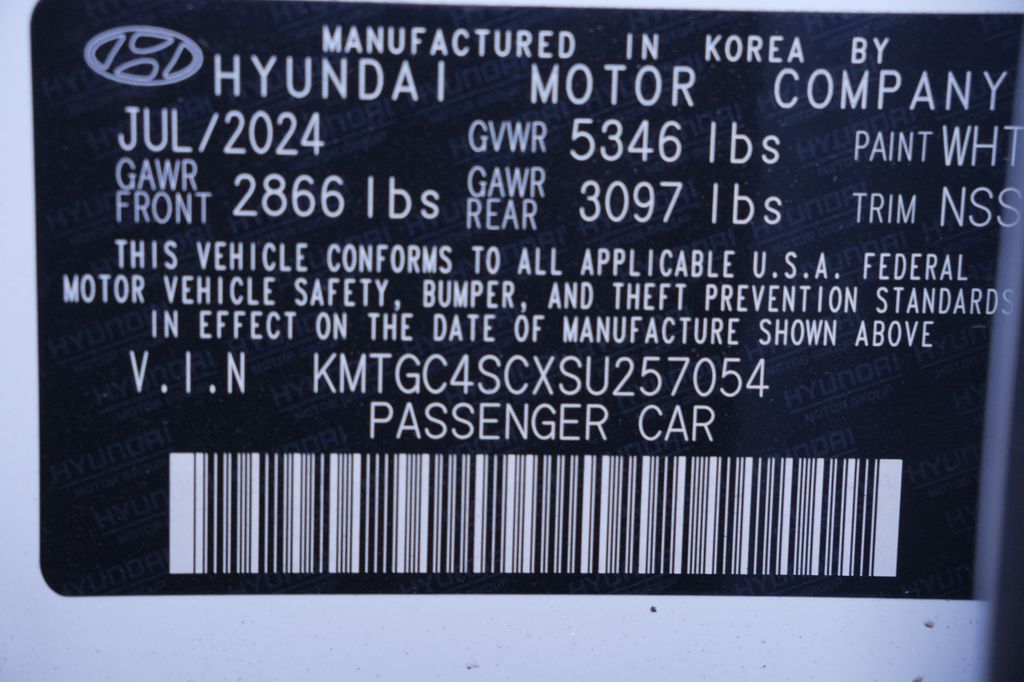 MANUFACTURED IN KOREA BY
HYUNDAI MOTOR COMPANY
JUL/2024 GVWR 5346 lbs PAINT WHT
GAWR FRONT 2866 lbs GAWR REAR 3097 lbs TRIM NSS
THIS VEHICLE CONFORMS TO ALL APPLICABLE U.S.A. FEDERAL
MOTOR VEHICLE SAFETY, BUMPER, AND THEFT PREVENTION STANDARDS
IN EFFECT ON THE DATE OF MANUFACTURE SHOWN ABOVE
V.I.N KMTGC4SCXSU257054
PASSENGER CAR